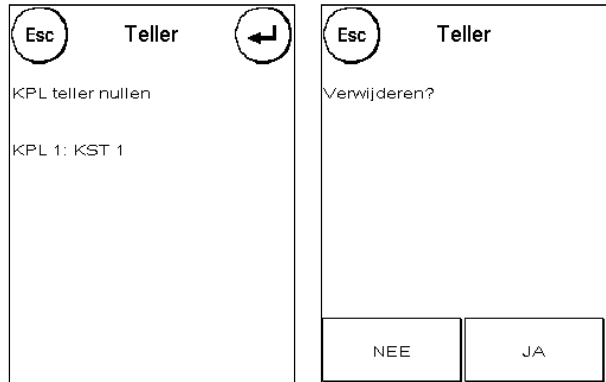 Esc Teller
KPL teller nullen
KPL 1: KST 1
Esc Teller
Verwijderen?
NEE JA